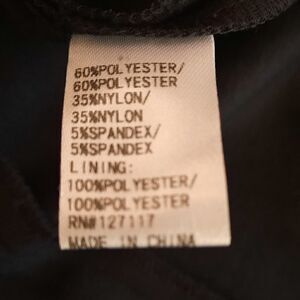 60%POLYESTER/
60%POLYESTER
35%NYLON/
35%NYLON
5%SPANDEX/
5%SPANDEX
LINING:
100%POLYESTER/
100%POLYESTER
RN#127117
MADE IN CHINA